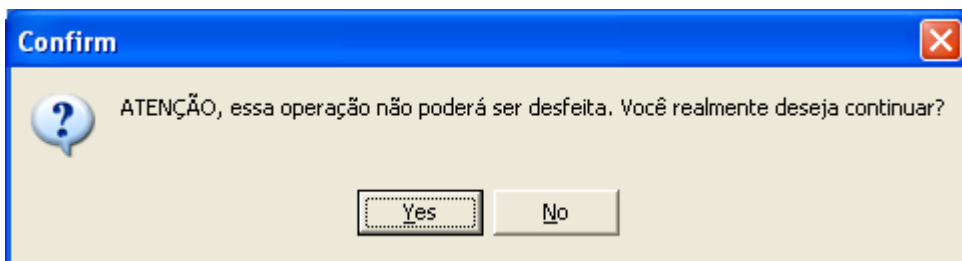 Confirm
ATENÇÃO, essa operação não poderá ser desfeita. Você realmente deseja continuar?
Yes No